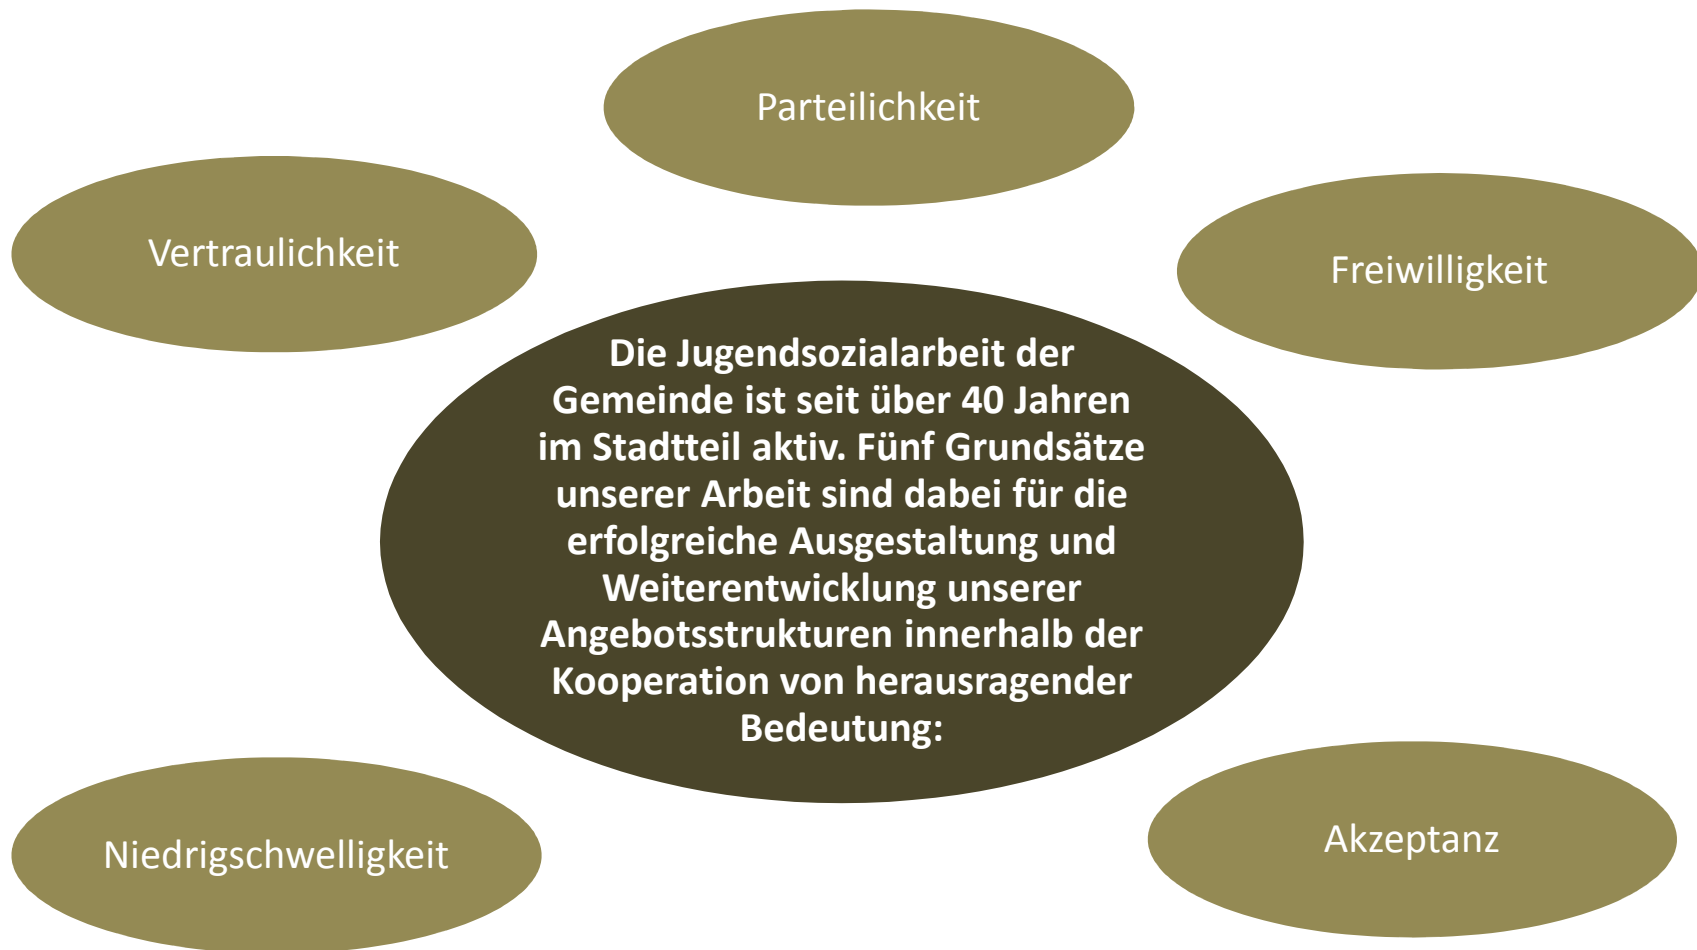 Parteilichkeit
Vertraulichkeit
Freiwilligkeit
Die Jugendsozialarbeit der
Gemeinde ist seit über 40 Jahren
im Stadtteil aktiv. Fünf Grundsätze
unserer Arbeit sind dabei für die
erfolgreiche Ausgestaltung und
Weiterentwicklung unserer
Angebotsstrukturen innerhalb der
Kooperation von herausragender
Bedeutung:
Niedrigschwelligkeit
Akzeptanz